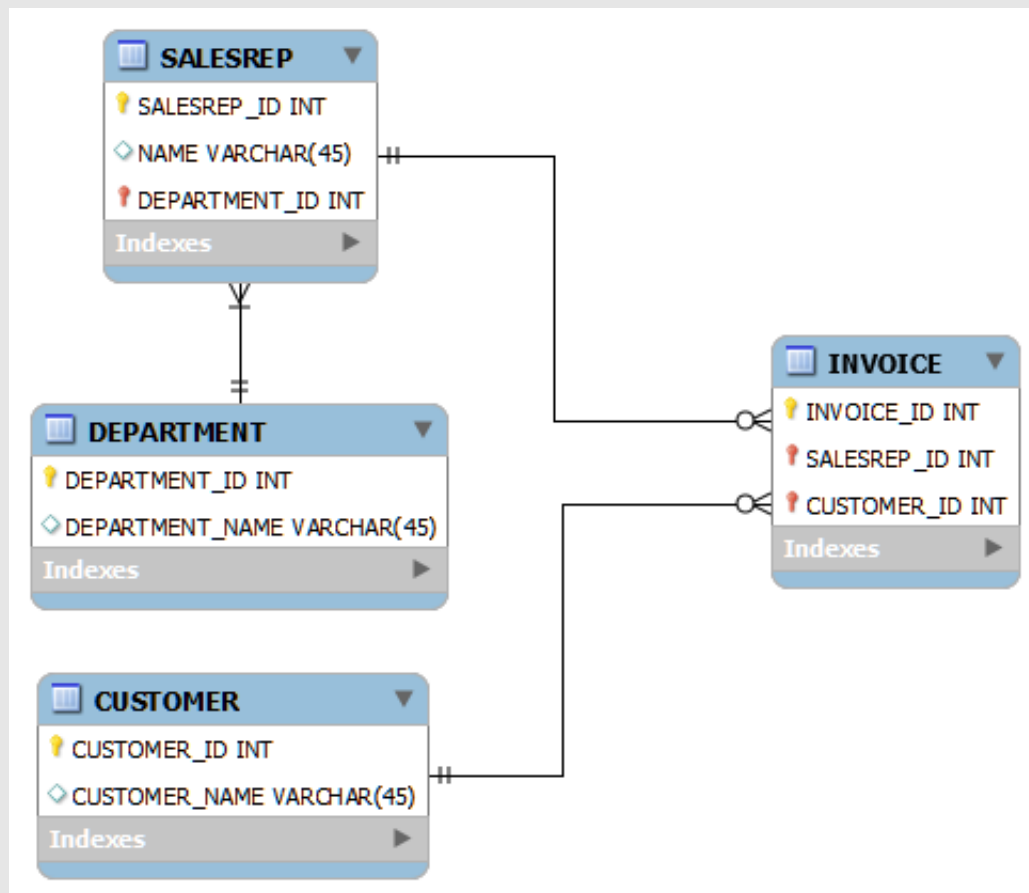 SALESREP
SALESREP_ID INT
NAME VARCHAR(45)
DEPARTMENT_ID INT
Indexes
DEPARTMENT
DEPARTMENT_ID INT
DEPARTMENT_NAME VARCHAR(45)
Indexes
CUSTOMER
CUSTOMER_ID INT
CUSTOMER_NAME VARCHAR(45)
Indexes
INVOICE
INVOICE_ID INT
SALESREP_ID INT
CUSTOMER_ID INT
Indexes